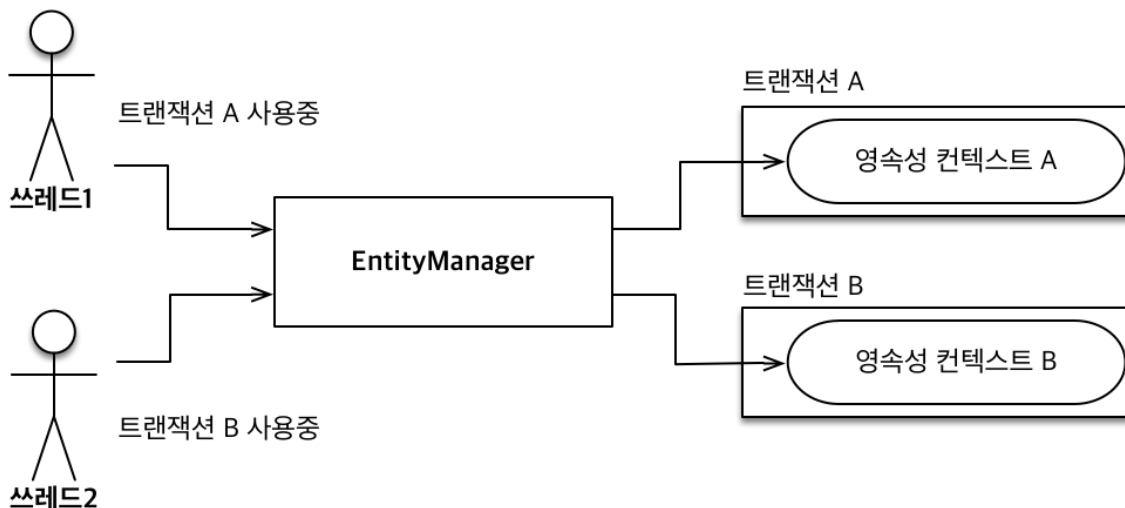 트랜잭션 A 사용중
쓰레드1
EntityManager
트랜잭션 A
영속성 컨텍스트 A
트랜잭션 B
영속성 컨텍스트 B
트랜잭션 B 사용중
쓰레드2